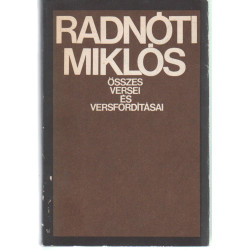 RADNÓTI
MIKLÓS
ÖSSZES
VERSEI
ÉS
VERSFORDÍTÁSAI